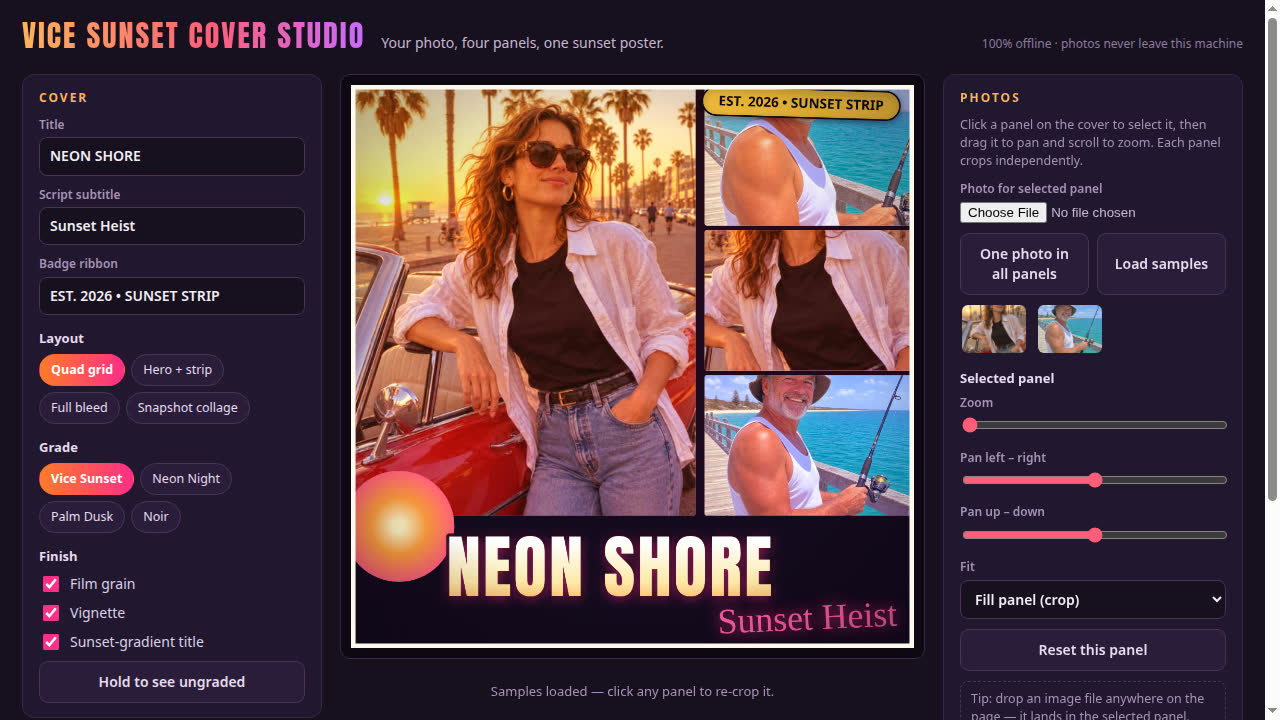 VICE SUNSET COVER STUDIO
Your photo, four panels, one sunset poster.
100% offline · photos never leave this machine
COVER
Title
NEON SHORE
Script subtitle
Sunset Heist
Badge ribbon
EST. 2026 • SUNSET STRIP
Layout
Quad grid
Hero + strip
Full bleed
Snapshot collage
Grade
Vice Sunset
Neon Night
Palm Dusk
Noir
Finish
Film grain
Vignette
Sunset-gradient title
Hold to see ungraded
EST. 2026 • SUNSET STRIP
NEON SHORE
Sunset Heist
Samples loaded — click any panel to re-crop it.
PHOTOS
Click a panel on the cover to select it, then
drag it to pan and scroll to zoom. Each panel
crops independently.
Photo for selected panel
Choose File No file chosen
One photo in
all panels
Load samples
Selected panel
Zoom
Pan left – right
Pan up – down
Fit
Fill panel (crop)
Reset this panel
Tip: drop an image file anywhere on the
page — it lands in the selected panel.